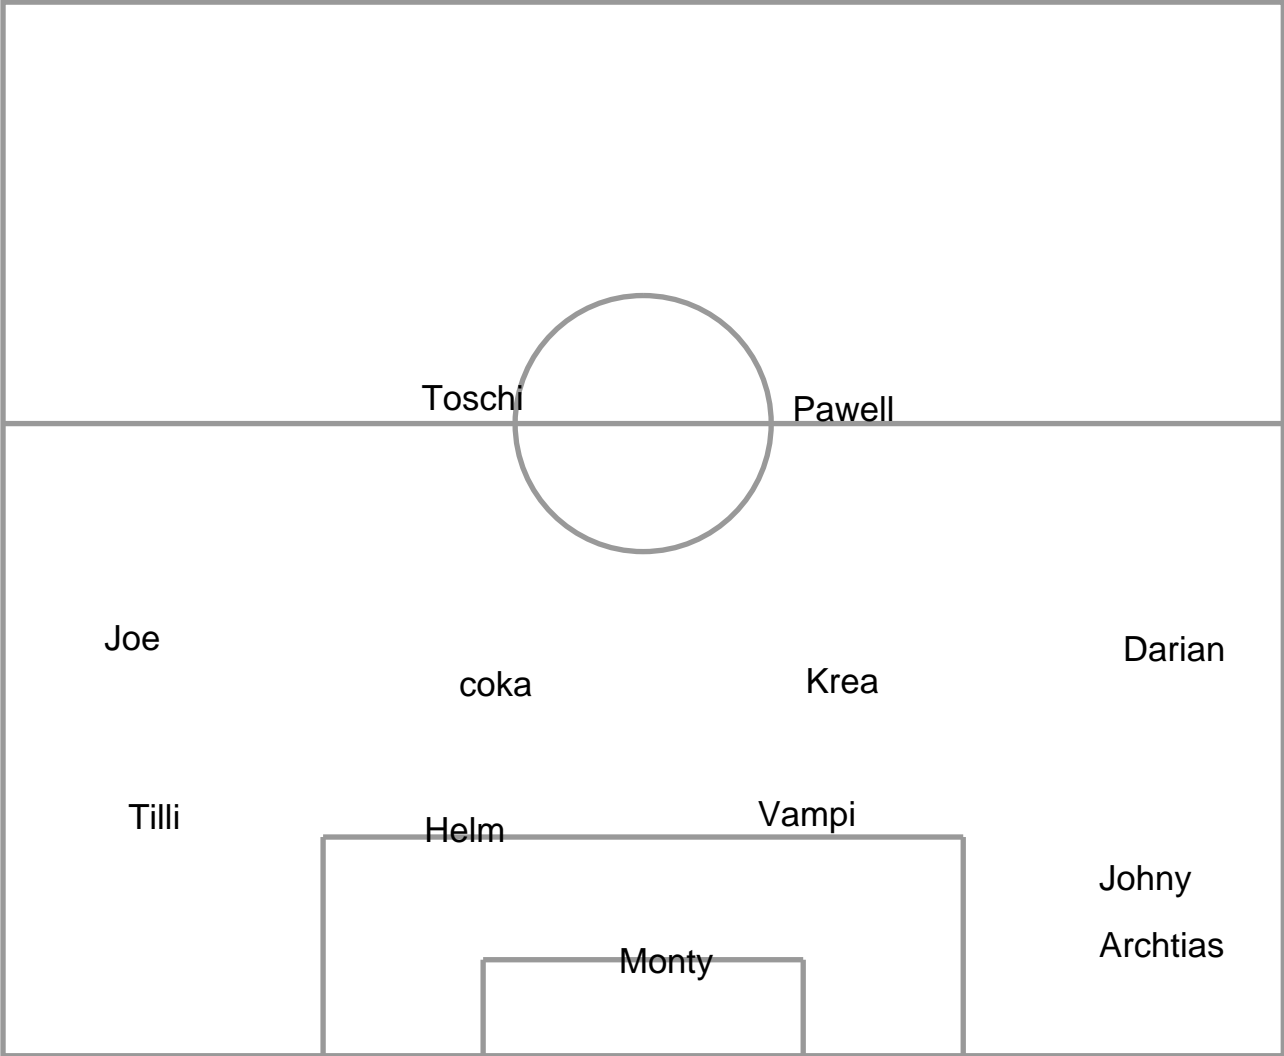 Toschi
Pawell
Joe
Darian
coka
Krea
Tilli
Helm
Vampi
Johny
Archtias
Monty